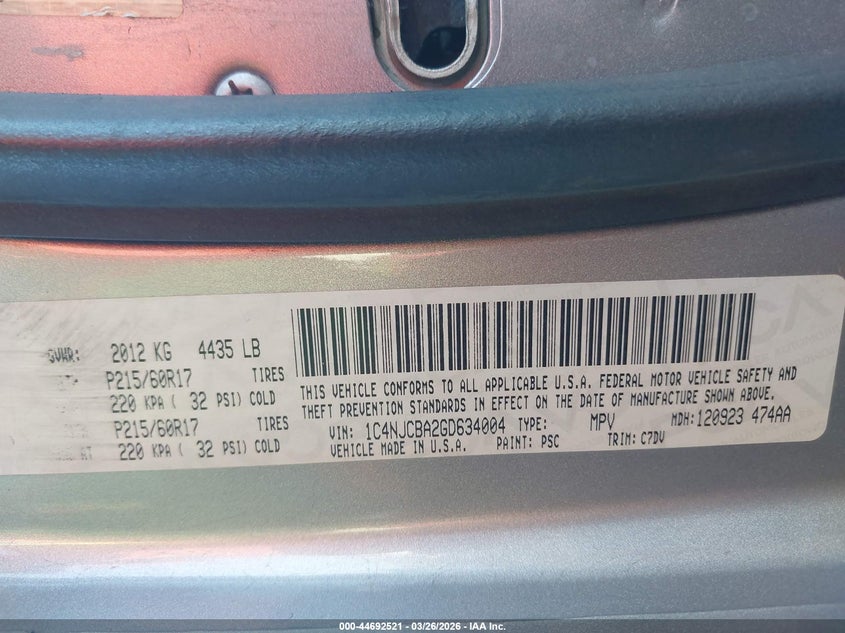 GVWR: 2012 KG 4435 LB
P215/60R17 TIRES
220 KPA ( 32 PSI) COLD
P215/60R17 TIRES
AT 220 KPA ( 32 PSI) COLD
THIS VEHICLE CONFORMS TO ALL APPLICABLE U.S.A. FEDERAL MOTOR VEHICLE SAFETY AND
THEFT PREVENTION STANDARDS IN EFFECT ON THE DATE OF MANUFACTURE SHOWN ABOVE.
VIN: 1C4NJCBA2GD634004 TYPE: MPV MDH: 120923 474AA
VEHICLE MADE IN U.S.A. PAINT: PSC TRIM: C7DV
000-44692521 | 03/26/2026 | IAA Inc.